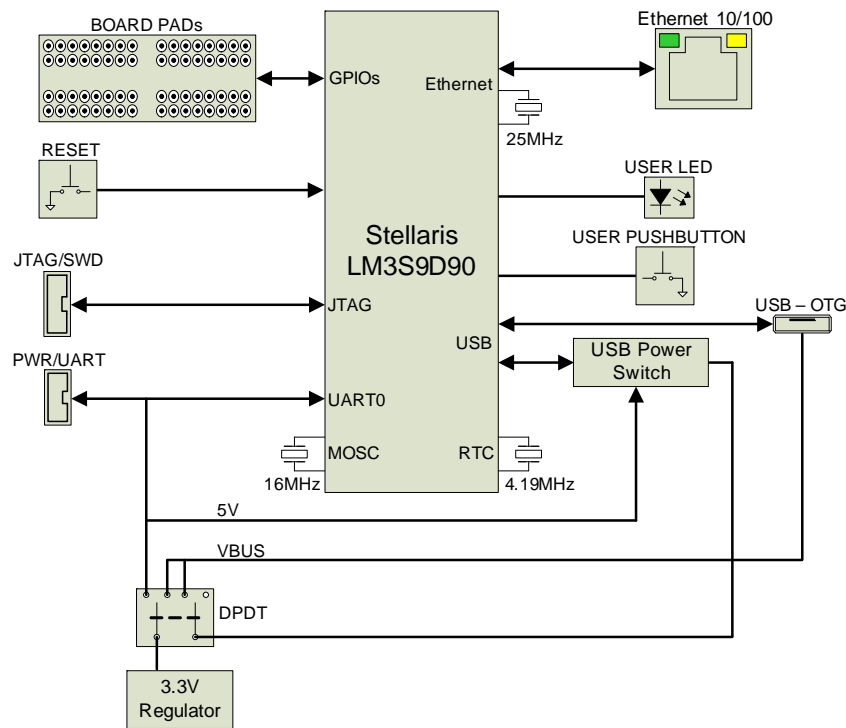 BOARD PADs
Ethernet 10/100
GPIOs
Ethernet
25MHz
RESET
USER LED
Stellaris
LM3S9D90
USER PUSHBUTTON
JTAG/SWD
JTAG
USB – OTG
USB
USB Power
Switch
PWR/UART
UART0
MOSC
RTC
16MHz
4.19MHz
5V
VBUS
DPDT
3.3V
Regulator